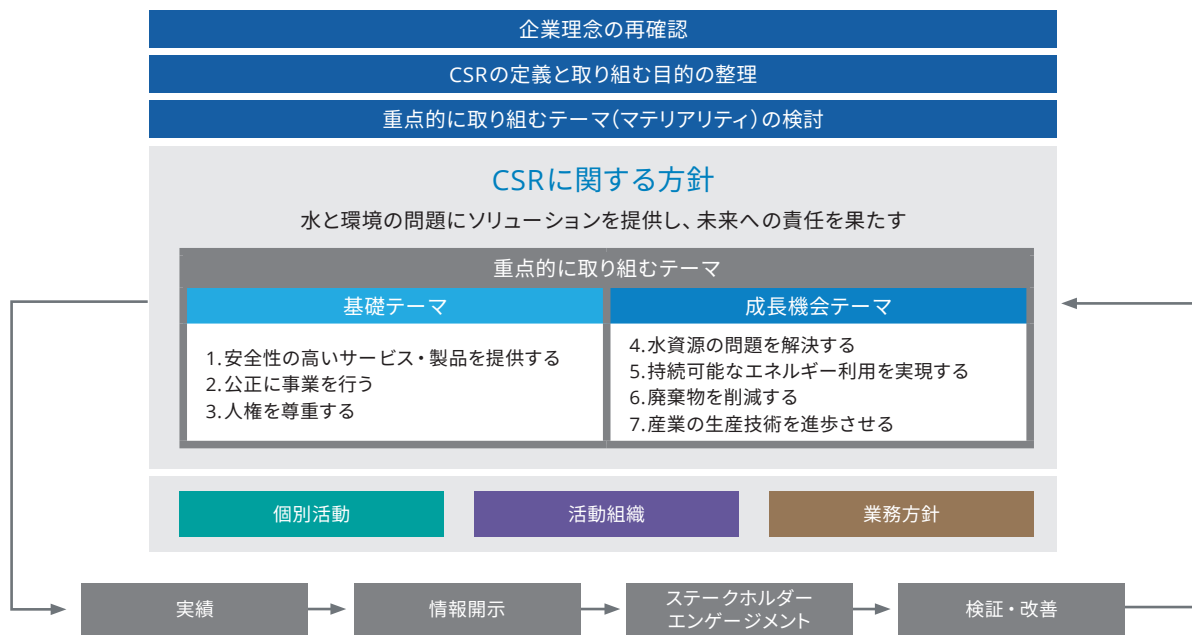 企業理念の再確認
CSRの定義と取り組む目的の整理
重点的に取り組むテーマ(マテリアリティ)の検討
CSRに関する方針
水と環境の問題にソリューションを提供し、未来への責任を果たす
重点的に取り組むテーマ
基礎テーマ
1.安全性の高いサービス・製品を提供する
2.公正に事業を行う
3.人権を尊重する
成長機会テーマ
4.水資源の問題を解決する
5.持続可能なエネルギー利用を実現する
6.廃棄物を削減する
7.産業の生産技術を進歩させる
個別活動
活動組織
業務方針
実績
情報開示
ステークホルダー
エンゲージメント
検証・改善